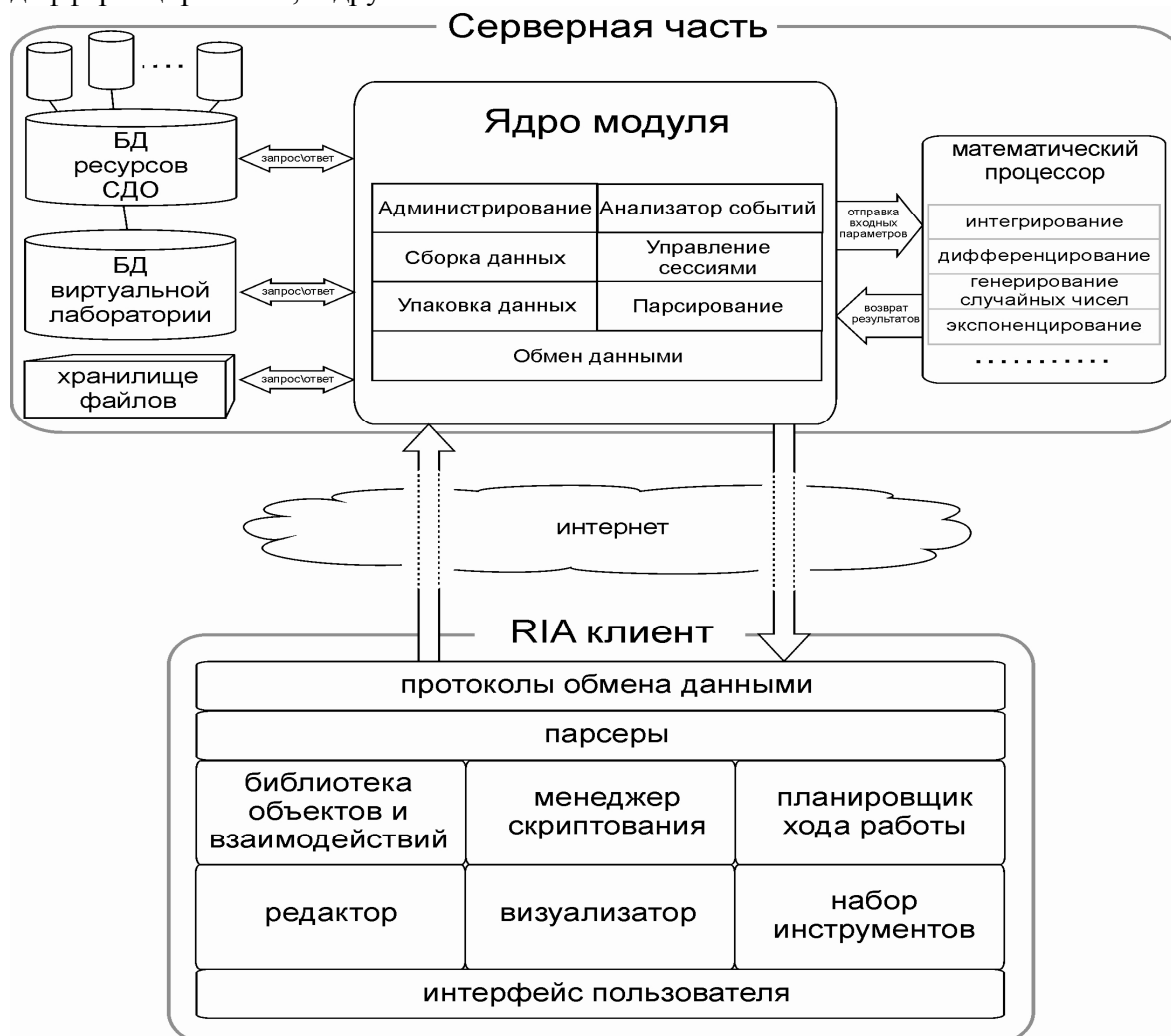 Серверная часть
. . . .
БД
ресурсов
СДО
БД
виртуальной
лаборатории
хранилище
файлов
запрос\ответ
запрос\ответ
запрос\ответ
Ядро модуля
Администрирование
Анализатор событий
Сборка данных
Управление
сессиями
Упаковка данных
Парсирование
Обмен данными
отправка
входных
параметров
возврат
результатов
математический
процессор
интегрирование
дифференцирование
генерирование
случайных чисел
экспоненцирование
. . . . . . . . . . .
интернет
RIA клиент
протоколы обмена данными
парсеры
библиотека
объектов и
взаимодействий
менеджер
скриптования
планировщик
хода работы
редактор
визуализатор
набор
инструментов
интерфейс пользователя